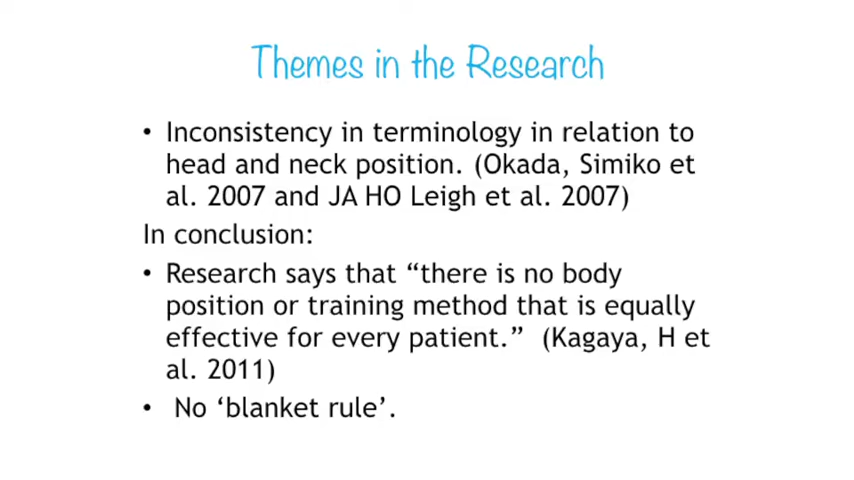 Themes in the Research
• Inconsistency in terminology in relation to
head and neck position. (Okada, Simiko et
al. 2007 and JA HO Leigh et al. 2007)
In conclusion:
• Research says that “there is no body
position or training method that is equally
effective for every patient.” (Kagaya, H et
al. 2011)
• No ‘blanket rule’.